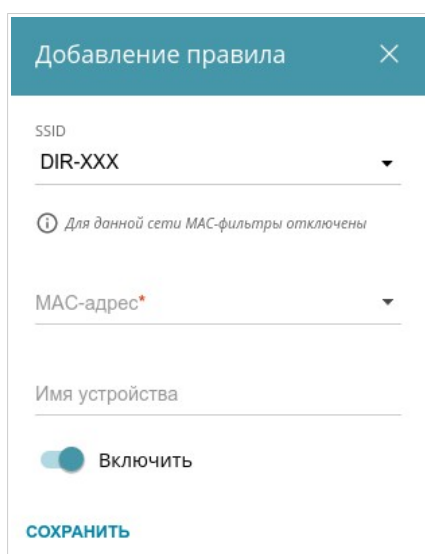 Добавление правила
SSID
DIR-XXX
Для данной сети MAC-фильтры отключены
MAC-адрес*
Имя устройства
Включить
СОХРАНИТЬ